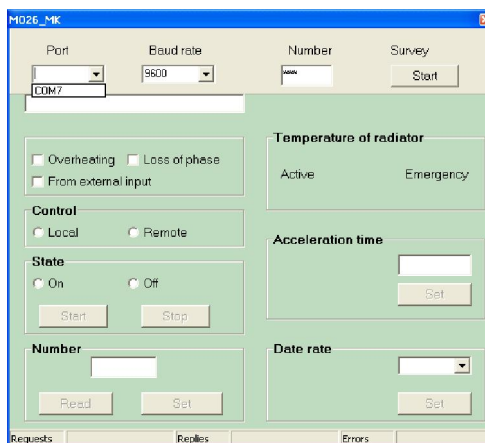 M026_MK
Port Baud rate Number Survey
9600 Start
COM7
Temperature of radiator
Overheating Loss of phase
Active Emergency
From external input
Control
Local Remote
Acceleration time
State
On Off
Set
Start Stop
Number Date rate
Read Set Set
Requests Replies Errors